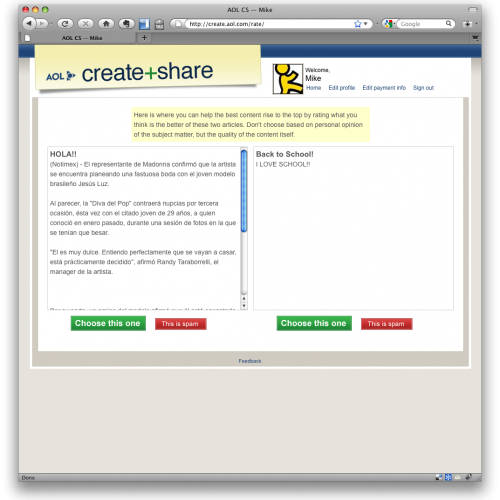 AOL CS — Mike
http://create.aol.com/rate/
Google
AOL CS — Mike
AOL create+share
Welcome,
Mike
Home Edit profile Edit payment info Sign out
Here is where you can help the best content rise to the top by rating what you
think is the better of these two articles. Don't choose based on personal opinion
of the subject matter, but the quality of the content itself.
HOLA!!
(Notimex) - El representante de Madonna confirmó que la artista
se encuentra planeando una fastuosa boda con el joven modelo
brasileño Jesús Luz.
Al parecer, la "Diva del Pop" contraerá nupcias por tercera
ocasión, ésta vez con el citado joven de 29 años, a quien
conoció en enero pasado, durante una sesión de fotos en la que
se tenían que besar.
"El es muy dulce. Entiendo perfectamente que se vayan a casar,
está prácticamente decidido", afirmó Randy Taraborrelli, el
manager de la artista.
Back to School!
I LOVE SCHOOL!!
Choose this one This is spam
Choose this one This is spam
Feedback
Done